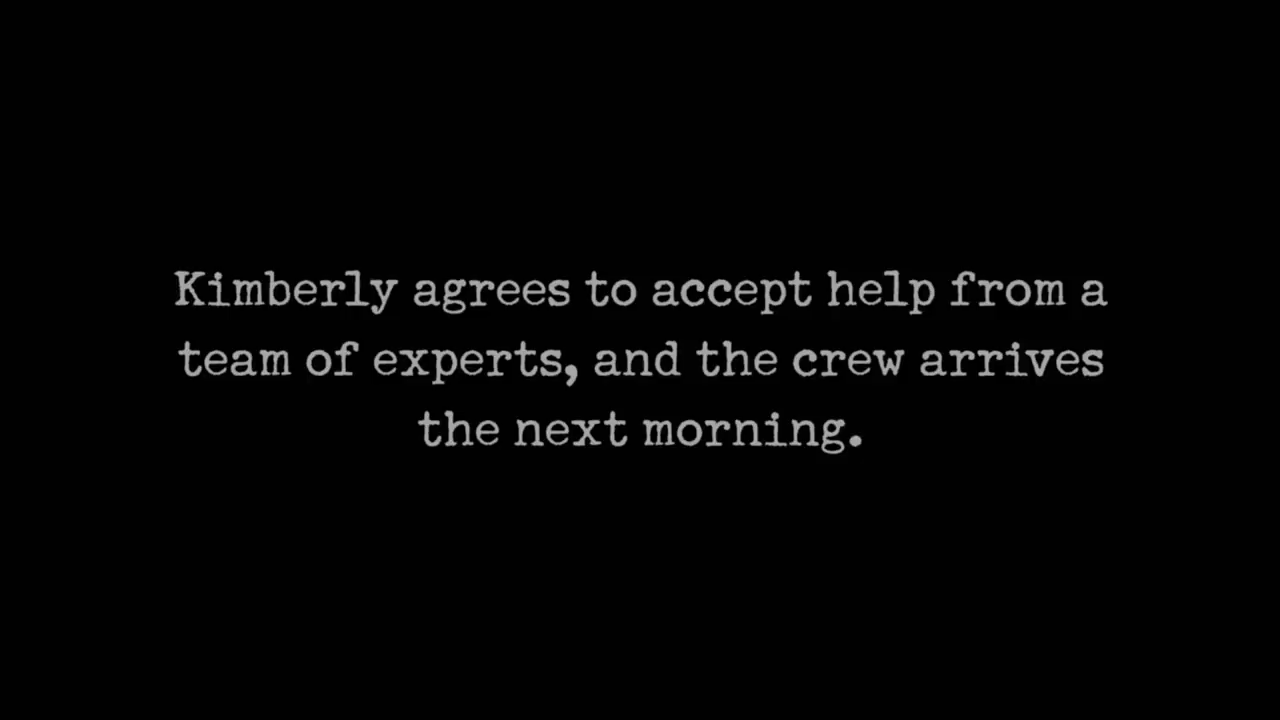 Kimberly agrees to accept help from a
team of experts, and the crew arrives
the next morning.